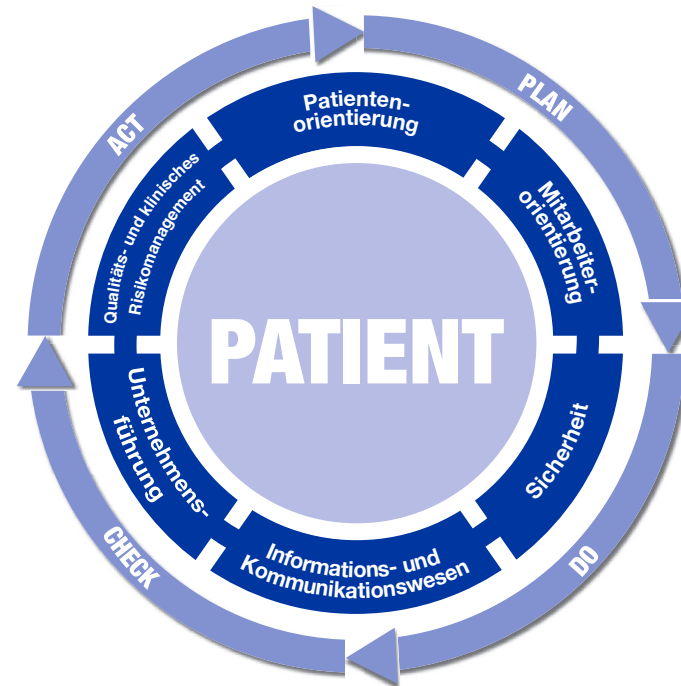 PLAN
DO
CHECK
ACT
Patienten-
orientierung
Mitarbeiter-
orientierung
Sicherheit
Informations- und
Kommunikationswesen
Unternehmens-
führung
Qualitäts- und klinisches
Risikomanagement
PATIENT